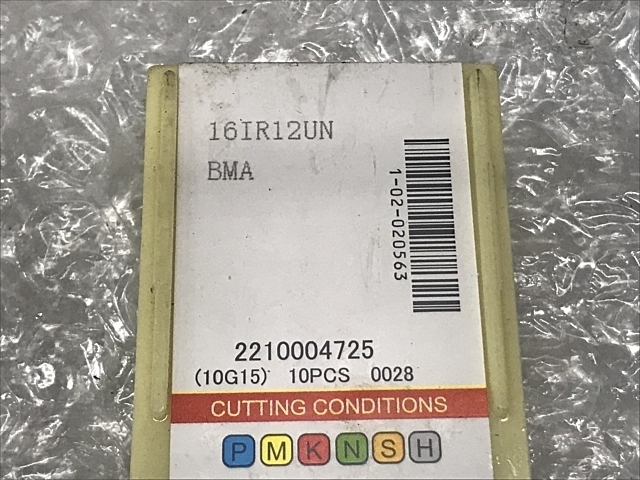 16IR12UN
BMA
1-02-020563
2210004725
(10G15) 10PCS 0028
CUTTING CONDITIONS
P M K N S H